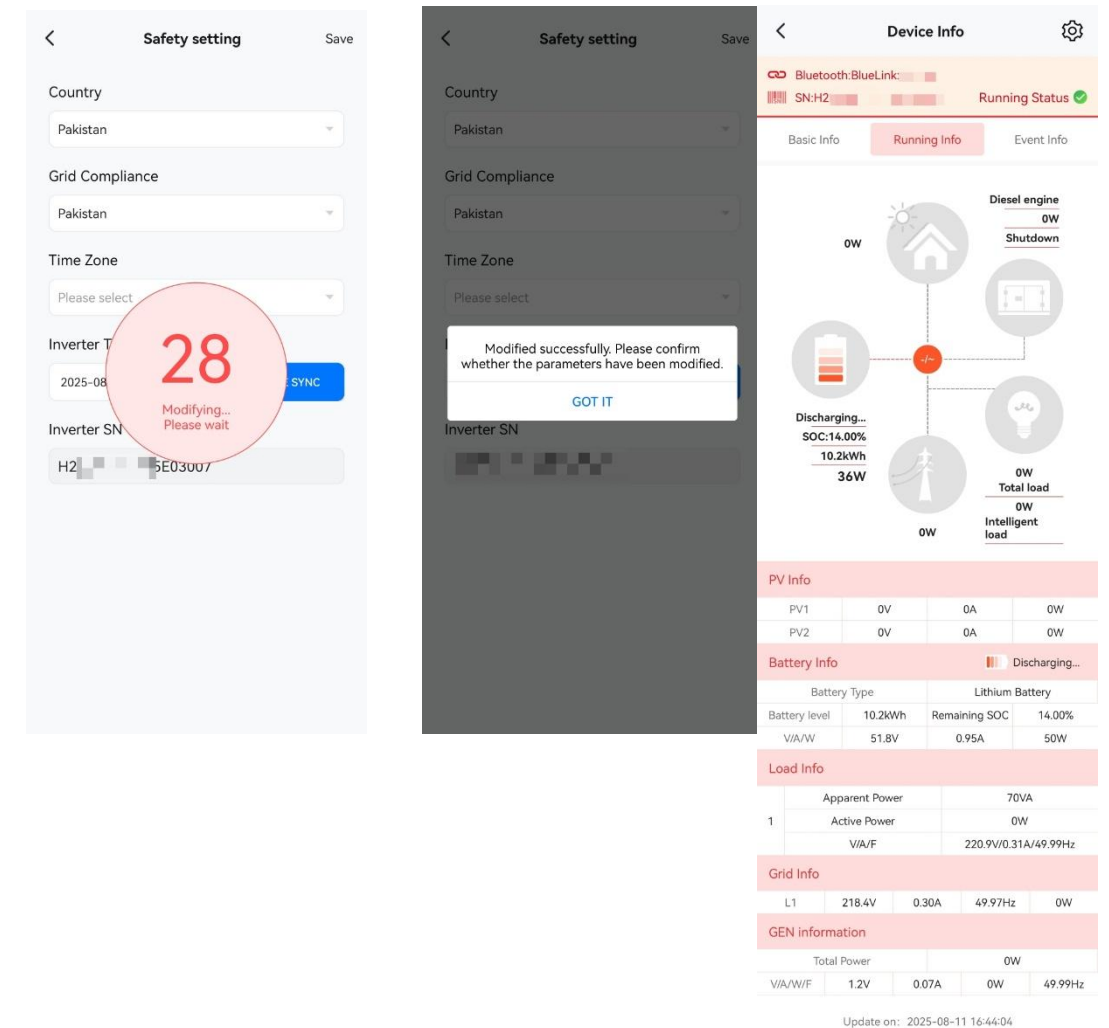 Safety setting
Save
Country
Pakistan
Grid Compliance
Pakistan
Time Zone
Please select
Inverter T
2025-08
28
Modifying...
Please wait
SYNC
Inverter SN
H2 5E03007
Safety setting
Save
Country
Pakistan
Grid Compliance
Pakistan
Time Zone
Please select
Modified successfully. Please confirm
whether the parameters have been modified.
GOT IT
Inverter SN
Device Info
Bluetooth:BlueLink:
SN:H2
Running Status
Basic Info Running Info Event Info
Diesel engine
0W
Shutdown
0W
-/~
Discharging...
SOC:14.00%
10.2kWh
36W
0W
Total load
0W
Intelligent
load
0W
PV Info
PV1 0V 0A 0W
PV2 0V 0A 0W
Battery Info Discharging...
Battery Type Lithium Battery
Battery level 10.2kWh Remaining SOC 14.00%
V/A/W 51.8V 0.95A 50W
Load Info
1
Apparent Power 70VA
Active Power 0W
V/A/F 220.9V/0.31A/49.99Hz
Grid Info
L1 218.4V 0.30A 49.97Hz 0W
GEN information
Total Power 0W
V/A/W/F 1.2V 0.07A 0W 49.99Hz
Update on: 2025-08-11 16:44:04